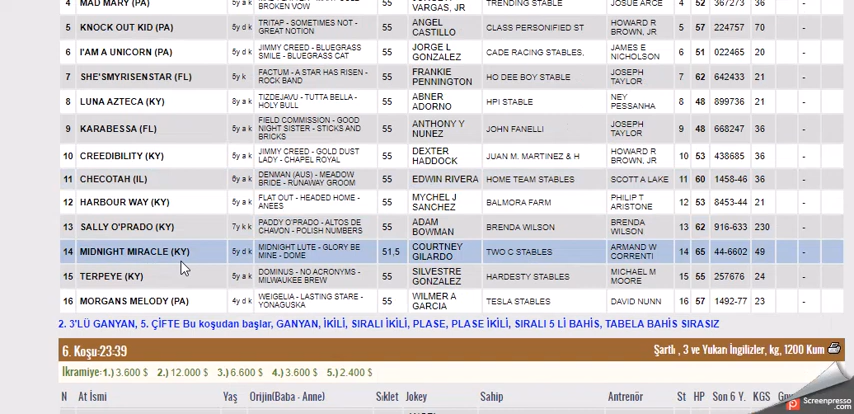 4 MAD MARY (PA) BROKEN VOW 55 VARGAS, JR TRENDING STABLE JOSUE ARCE 4 52 367273 36 -
5 KNOCK OUT KID (PA) 5y d k TRITAP - SOMETIMES NOT - GREAT NOTION 55 ANGEL CASTILLO CLASS PERSONIFIED ST HOWARD R BROWN, JR 5 57 224757 70 -
6 I'AM A UNICORN (PA) 5y d k JIMMY CREED - BLUEGRASS SMILE - BLUEGRASS CAT 55 JORGE L GONZALEZ CADE RACING STABLES, JAMES E NICHOLSON 6 51 022465 20 -
7 SHE'SMYRISENSTAR (FL) 5y k FACTUM - A STAR HAS RISEN - ROCK BAND 55 FRANKIE PENNINGTON HO DEE BOY STABLE JOSEPH TAYLOR 7 62 642433 21 -
8 LUNA AZTECA (KY) 8y a k TIZDEJAVU - TUTTA BELLA - HOLY BULL 55 ABNER ADORNO HPI STABLE NEY PESSANHA 8 48 899736 21 -
9 KARABESSA (FL) 5y a k FIELD COMMISSION - GOOD NIGHT SISTER - STICKS AND BRICKS 55 ANTHONY Y NUNEZ JOHN FANELLI JOSEPH TAYLOR 9 48 668247 36 -
10 CREEDIBILITY (KY) 5y a k JIMMY CREED - GOLD DUST LADY - CHAPEL ROYAL 55 DEXTER HADDOCK JUAN M. MARTINEZ & H HOWARD R BROWN, JR 10 53 438685 36 -
11 CHECOTAH (IL) 6y a k DENMAN (AUS) - MEADOW BRIDE - RUNAWAY GROOM 55 EDWIN RIVERA HOME TEAM STABLES SCOTT A LAKE 11 60 1458-46 36 -
12 HARBOUR WAY (KY) 6y a k FLAT OUT - HEADED HOME - ANEES 55 MYCHEL J SANCHEZ BALMORA FARM PHILIP T ARISTONE 12 53 8453-44 21 -
13 SALLY O'PRADO (KY) 7y k k PADDY O'PRADO - ALTOS DE CHAVON - POLISH NUMBERS 55 ADAM BOWMAN BRENDA WILSON BRENDA WILSON 13 62 916-633 230 -
14 MIDNIGHT MIRACLE (KY) 5y d k MIDNIGHT LUTE - GLORY BE MINE - DOME 51,5 COURTNEY GILARDO TWO C STABLES ARMAND W CORRENTI 14 65 44-6602 49 -
15 TERPEYE (KY) 5y a k DOMINUS - NO ACRONYMS - MILWAUKEE BREW 55 SILVESTRE GONZALEZ HARDESTY STABLES MICHAEL M MOORE 15 55 257676 24 -
16 MORGANS MELODY (PA) 4y d k WEIGELIA - LASTING STARE - YONAGUSKA 55 WILMER A GARCIA TESLA STABLES DAVID NUNN 16 57 1492-77 23 -
2. 3'LÜ GANYAN, 5. ÇİFTE Bu koşudan başlar, GANYAN, İKİLİ, SIRALI İKİLİ, PLASE, PLASE İKİLİ, SIRALI 5 Lİ BAHİS, TABELA BAHİS SIRASIZ
6. Koşu:23-39 Şartlı , 3 ve Yukarı İngilizler, kg, 1200 Kum
İkramiye:1.) 3.600 $ 2.) 12.000 $ 3.) 6.600 $ 4.) 3.600 $ 5.) 2.400 $
N At İsmi Yaş Orijin(Baba - Anne) Sıklet Jokey Sahip Antrenör St HP Son 6 Y. KGS
Screenpresso
.com